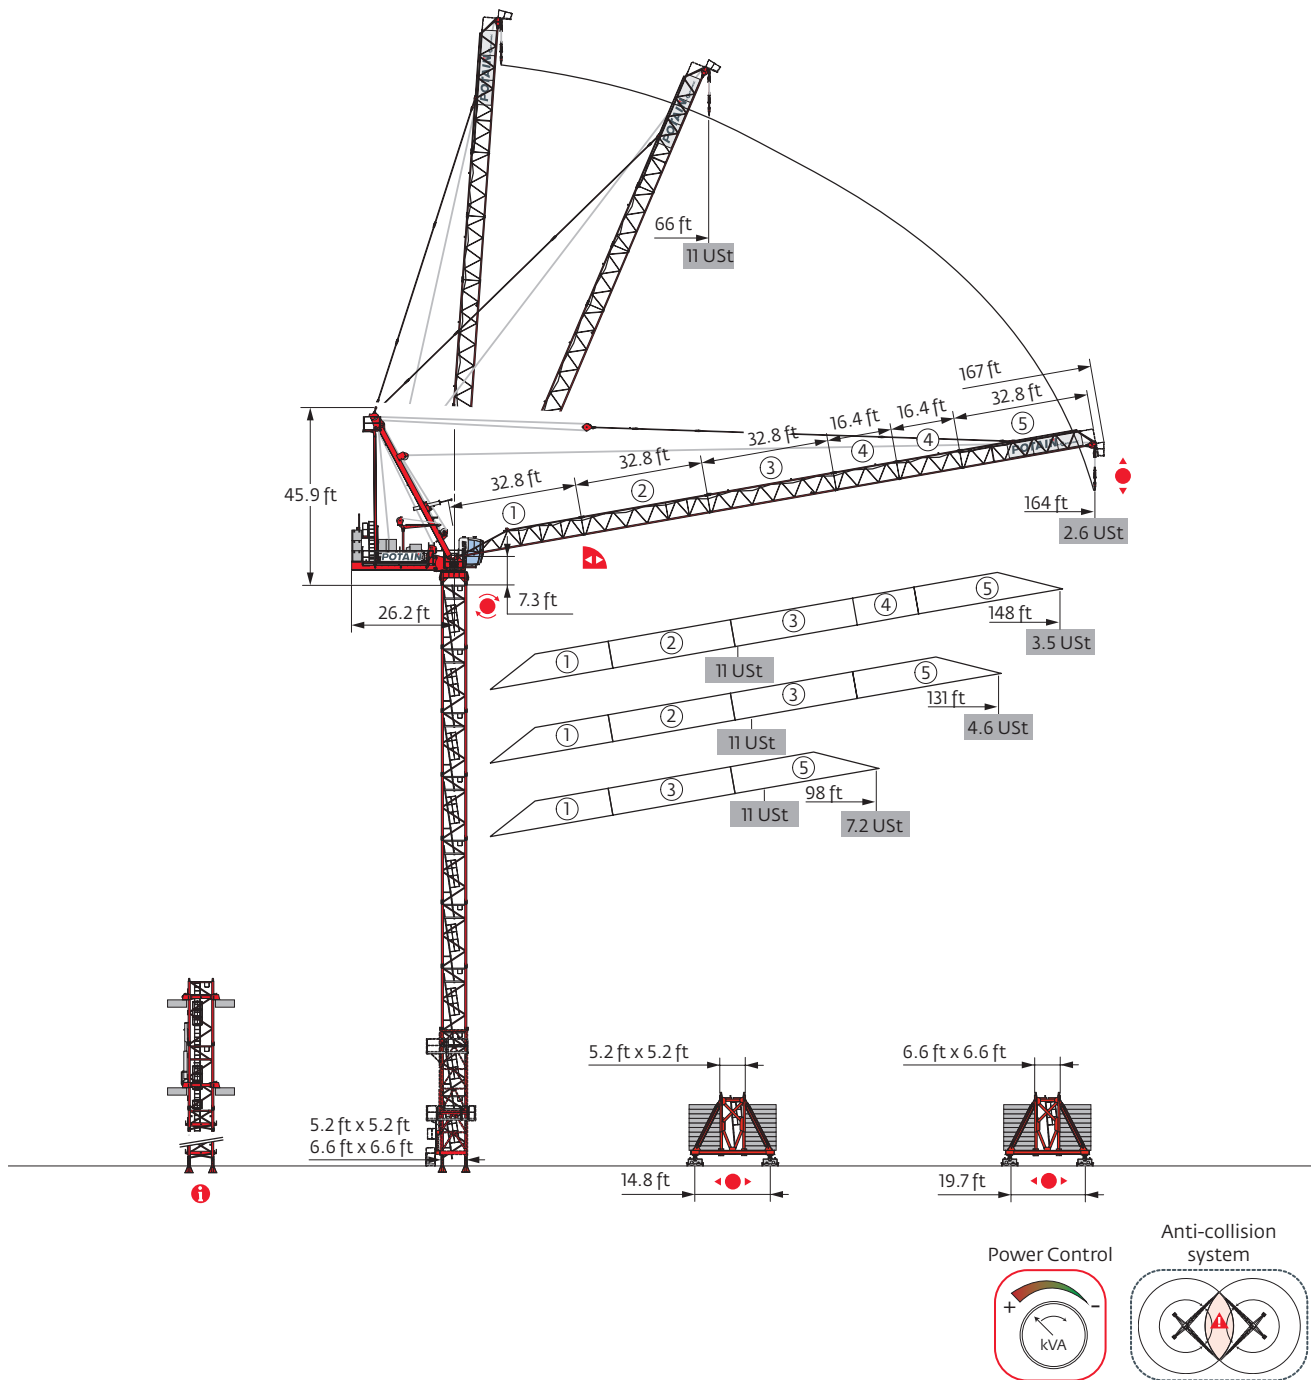 POTAIN
POTAIN
66 ft
11 USt
167 ft
32.8 ft
16.4 ft
16.4 ft
32.8 ft
32.8 ft
32.8 ft
5
4
4
3
2
1
POTAIN
45.9 ft
164 ft
2.6 USt
POTAIN
7.3 ft
26.2 ft
1
2
3
4
5
148 ft
3.5 USt
11 USt
1
2
3
5
131 ft
4.6 USt
11 USt
1
3
5
98 ft
11 USt
7.2 USt
5.2 ft x 5.2 ft
6.6 ft x 6.6 ft
5.2 ft x 5.2 ft
6.6 ft x 6.6 ft
i
14.8 ft
19.7 ft
Power Control
+
-
kVA
Anti-collision
system
!